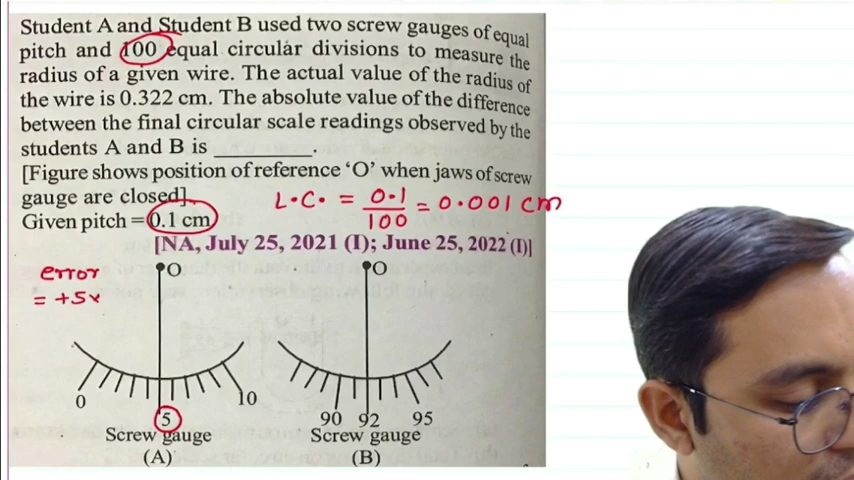 Student A and Student B used two screw gauges of equal
pitch and 100 equal circular divisions to measure the
radius of a given wire. The actual value of the radius of
the wire is 0.322 cm. The absolute value of the difference
between the final circular scale readings observed by the
students A and B is ________.
[Figure shows position of reference 'O' when jaws of screw
gauge are closed].
L.C. = 0.1/100 = 0.001 cm
Given pitch = 0.1 cm
[NA, July 25, 2021 (I); June 25, 2022 (I)]
error
= +5×
O
O
0
5
10
90 92 95
Screw gauge
(A)
Screw gauge
(B)